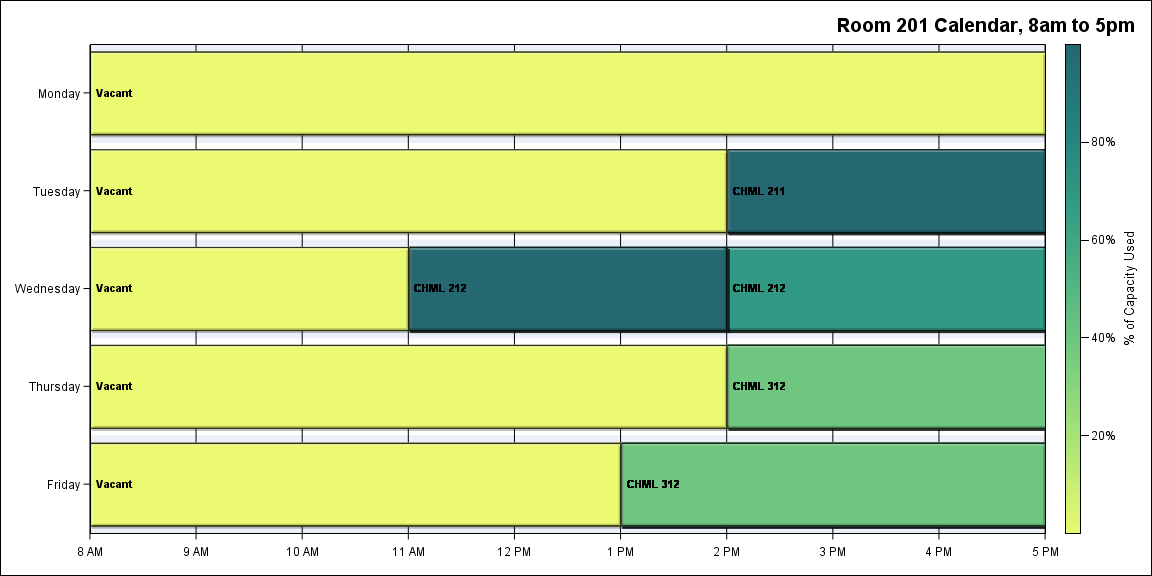 Room 201 Calendar, 8am to 5pm
Monday
Vacant
Tuesday
Vacant
CHML 211
Wednesday
Vacant
CHML 212
CHML 212
Thursday
Vacant
CHML 312
Friday
Vacant
CHML 312
8 AM
9 AM
10 AM
11 AM
12 PM
1 PM
2 PM
3 PM
4 PM
5 PM
80%
60%
40%
20%
% of Capacity Used